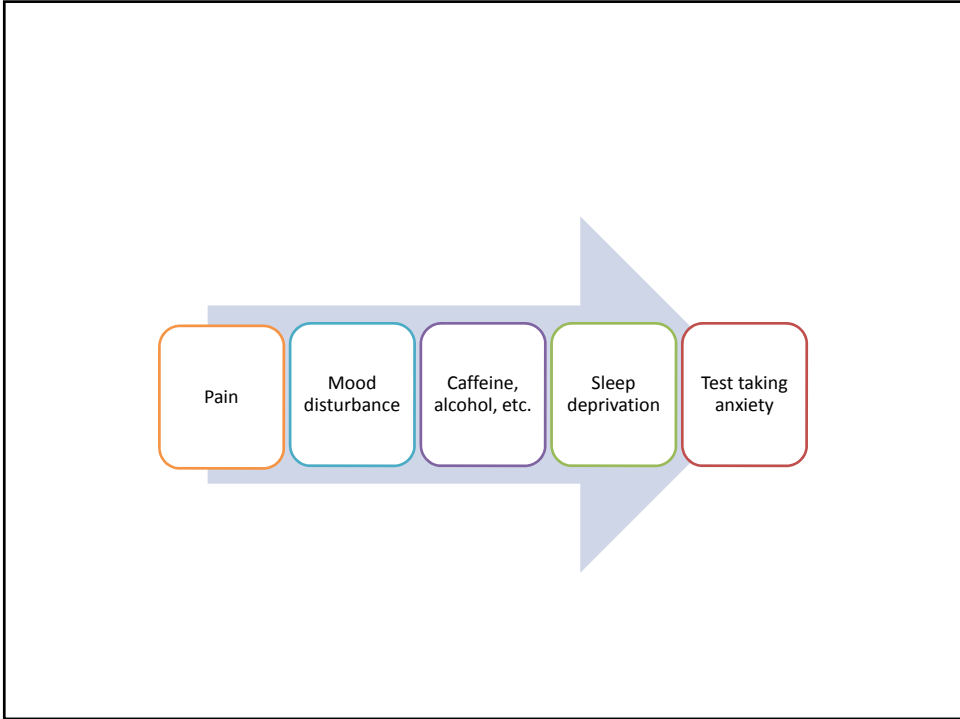 Pain
Mood
disturbance
Caffeine,
alcohol, etc.
Sleep
deprivation
Test taking
anxiety